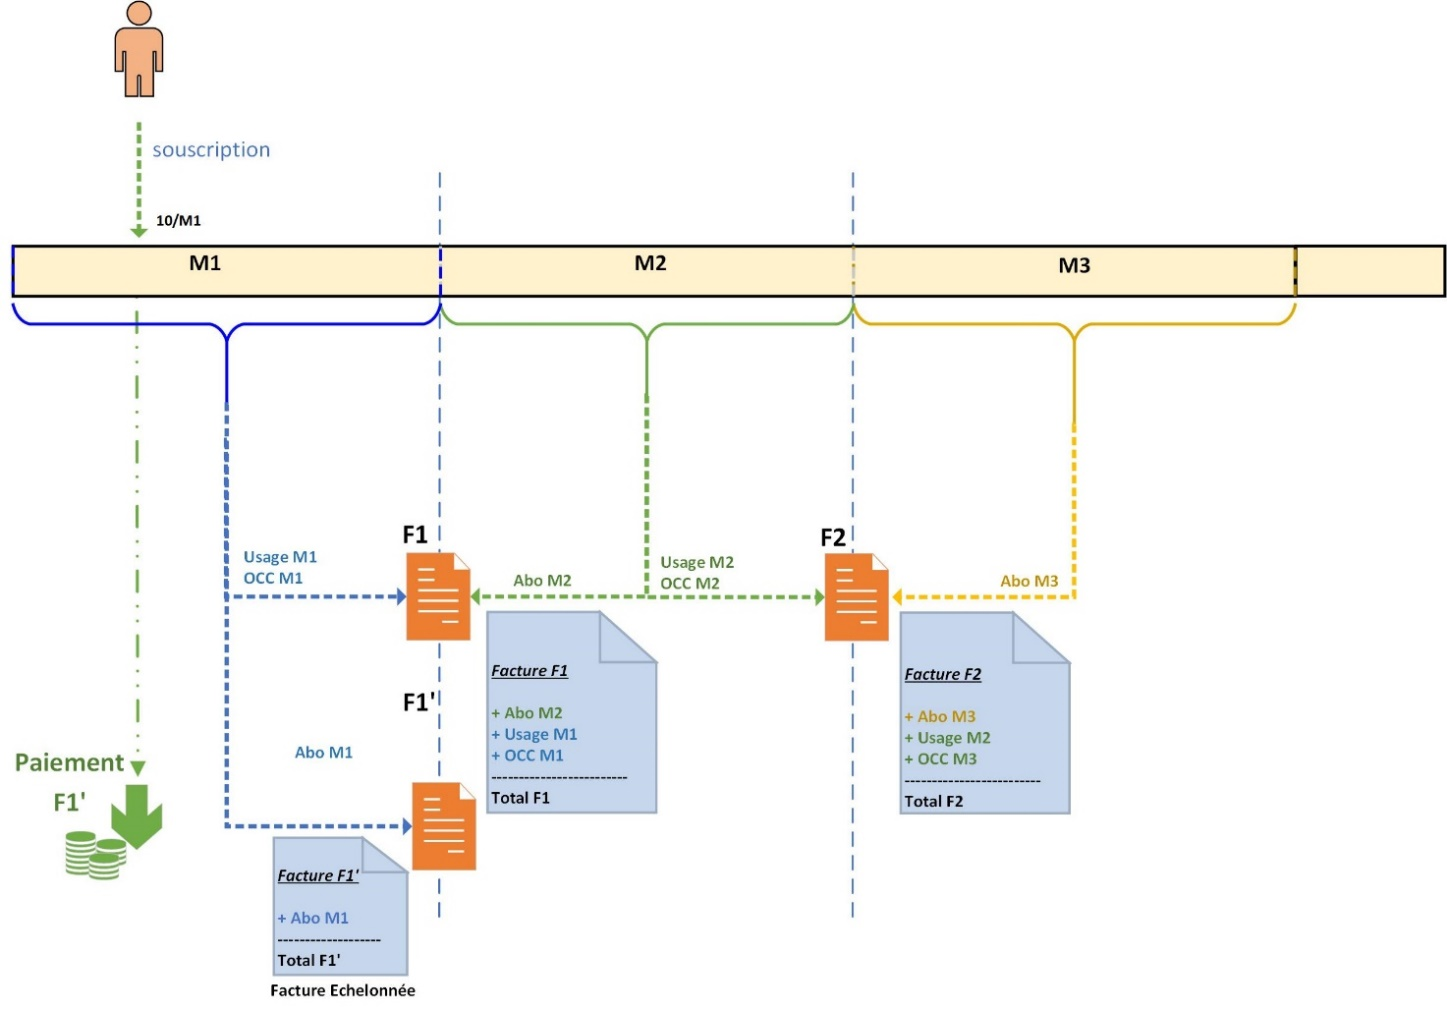 souscription
10/M1
M1
M2
M3
F1
F2
Usage M1
OCC M1
Abo M2
Usage M2
OCC M2
Abo M3
Facture F1
+ Abo M2
+ Usage M1
+ OCC M1
-------------------------
Total F1
Facture F2
+ Abo M3
+ Usage M2
+ OCC M3
-------------------------
Total F2
F1'
Abo M1
Paiement
F1'
Facture F1'
+ Abo M1
-------------------
Total F1'
Facture Echelonnée